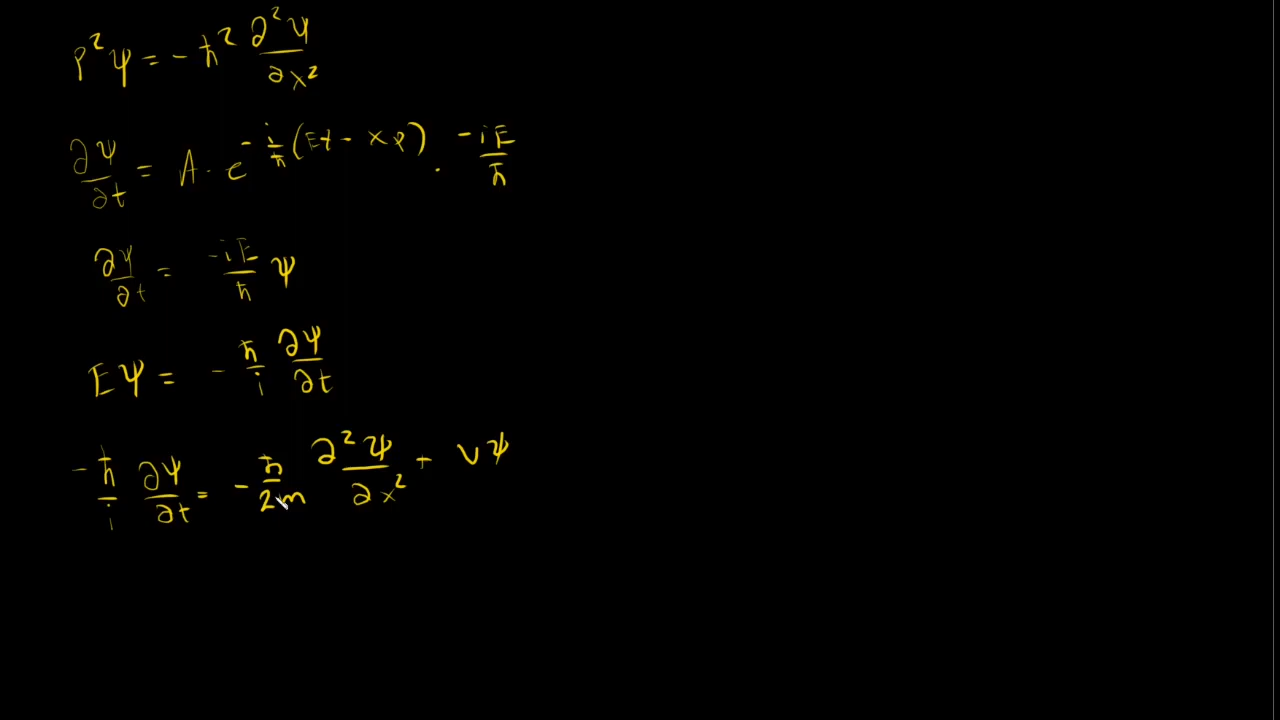 P²ψ = - ħ² ∂²ψ/∂x²
∂ψ/∂t = A · e^(-i/ħ (Et - xp)) · -iE/ħ
∂ψ/∂t = -iE/ħ ψ
Eψ = - ħ/i ∂ψ/∂t
- ħ/i ∂ψ/∂t = - ħ/2m ∂²ψ/∂x² + Vψ